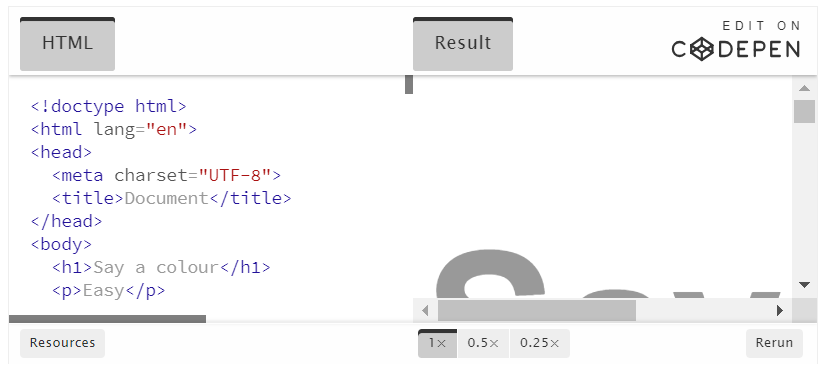 HTML
Result
EDIT ON
CODEPEN
<!doctype html>
<html lang="en">
<head>
<meta charset="UTF-8">
<title>Document</title>
</head>
<body>
<h1>Say a colour</h1>
<p>Easy</p>
Say
Resources
1×
0.5×
0.25×
Rerun